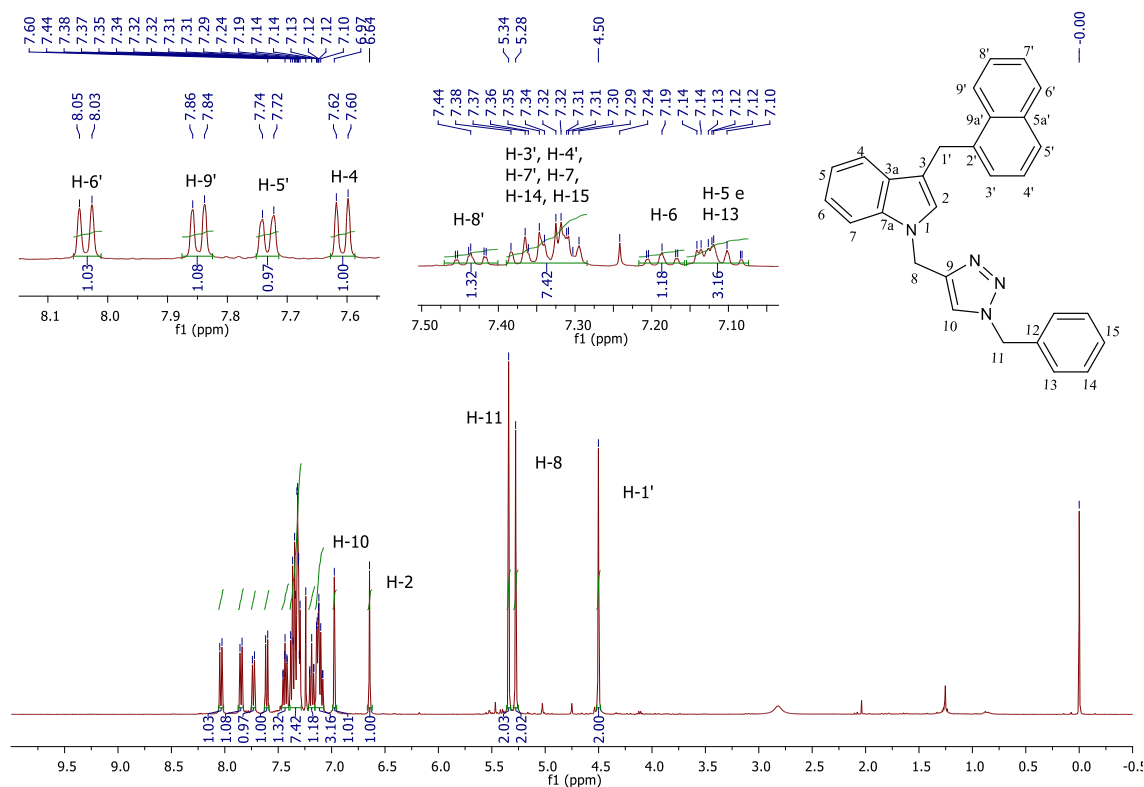 7.60 7.44 7.38 7.37 7.35 7.34 7.32 7.32 7.31 7.31 7.29 7.24 7.19 7.14 7.14 7.13 7.12 7.12 7.10 6.97 6.64
5.34 5.28
4.50
-0.00
8.05 8.03
7.86 7.84
7.74 7.72
7.62 7.60
H-6'
H-9'
H-5'
H-4
1.03
1.08
0.97
1.00
8.1 8.0 7.9 7.8 7.7 7.6
f1 (ppm)
7.44 7.38 7.37 7.36 7.35 7.34 7.32 7.32 7.31 7.31 7.30 7.29 7.24 7.19 7.14 7.14 7.13 7.12 7.12 7.10
H-3', H-4',
H-7', H-7,
H-14, H-15
H-8'
H-6
H-5 e
H-13
1.32
7.42
1.18
3.16
7.50 7.40 7.30 7.20 7.10
f1 (ppm)
8'
7'
9'
6'
9a'
5a'
5'
4
3
1'
2'
3a
5
3'
4'
2
6
7a
1
7
N
8
9
N
N
10
N
12
15
11
13
14
H-11
H-8
H-1'
H-10
H-2
1.03 1.08 0.97 1.00 1.32 7.42 1.18 3.16 1.01 1.00
2.03 2.02
2.00
9.5 9.0 8.5 8.0 7.5 7.0 6.5 6.0 5.5 5.0 4.5 4.0 3.5 3.0 2.5 2.0 1.5 1.0 0.5 0.0 -0.5
f1 (ppm)